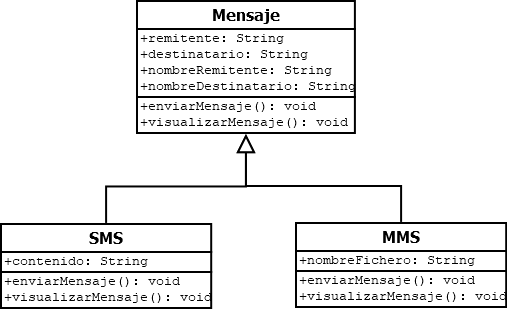 Mensaje
+remitente: String
+destinatario: String
+nombreRemitente: String
+nombreDestinatario: String
+enviarMensaje(): void
+visualizarMensaje(): void
SMS
+contenido: String
+enviarMensaje(): void
+visualizarMensaje(): void
MMS
+nombreFichero: String
+enviarMensaje(): void
+visualizarMensaje(): void